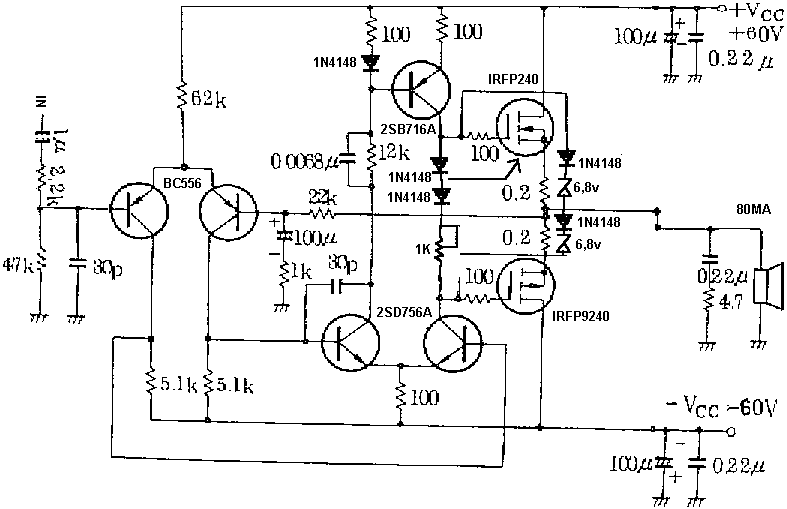 +VCC
+60V
100μ
+
-
0.22μ
100
100
1N4148
IRFP240
62k
IN
1μ
2.2k
2SB716A
0.0068μ
12k
100
1N4148
1N4148
1N4148
6,8v
BC556
0.2
22k
1N4148
80MA
+
100μ
-
0.2
6,8v
1K
47k
30p
1k
30p
100
0.22μ
4.7
2SD756A
IRFP9240
5.1k
5.1k
100
-VCC -60V
-
100μ
+
0.22μ